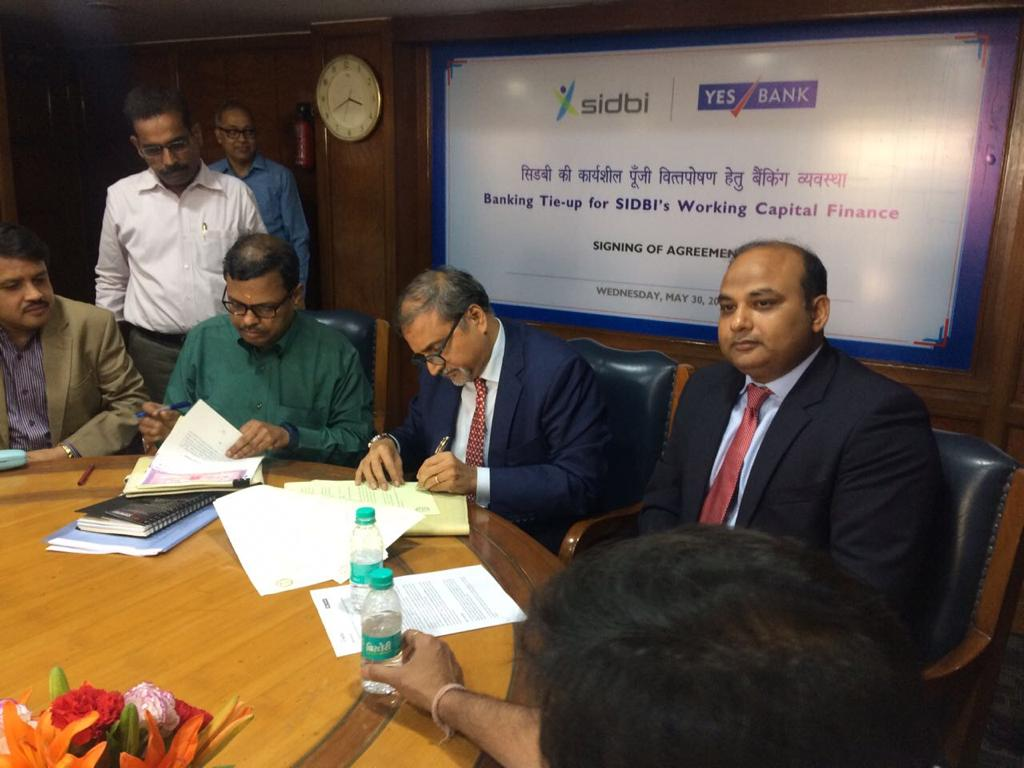 sidbi
YES BANK
सिडबी की कार्यशील पूँजी वित्तपोषण हेतु बैंकिंग व्यवस्था
Banking Tie-up for SIDBI's Working Capital Finance
SIGNING OF AGREEMEN
WEDNESDAY, MAY 30, 20
बिसलेरी